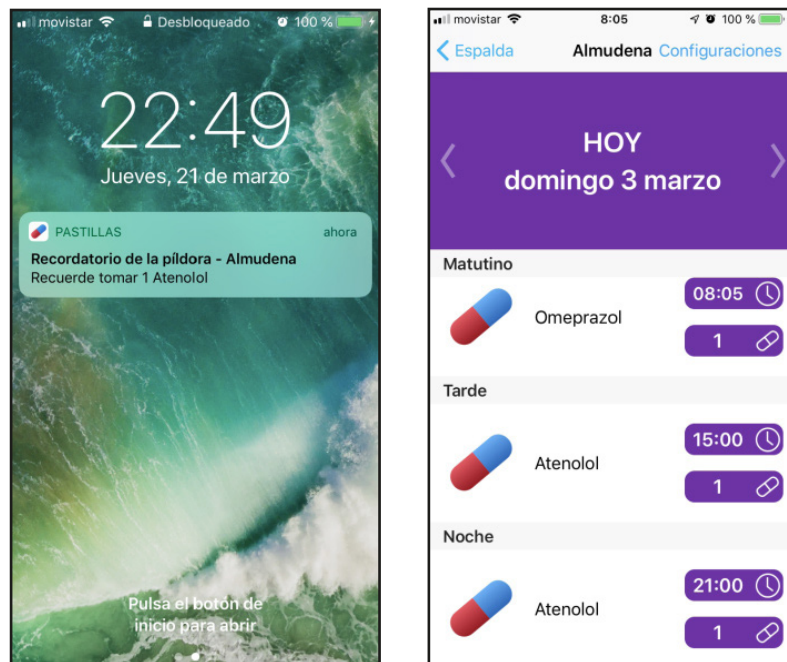 movistar Desbloqueado 100 %
22:49
Jueves, 21 de marzo
PASTILLAS ahora
Recordatorio de la píldora - Almudena
Recuerde tomar 1 Atenolol
Pulsa el botón de
inicio para abrir
movistar 8:05 100 %
Espalda Almudena Configuraciones
HOY
domingo 3 marzo
Matutino
08:05
Omeprazol
1
Tarde
15:00
Atenolol
1
Noche
21:00
Atenolol
1